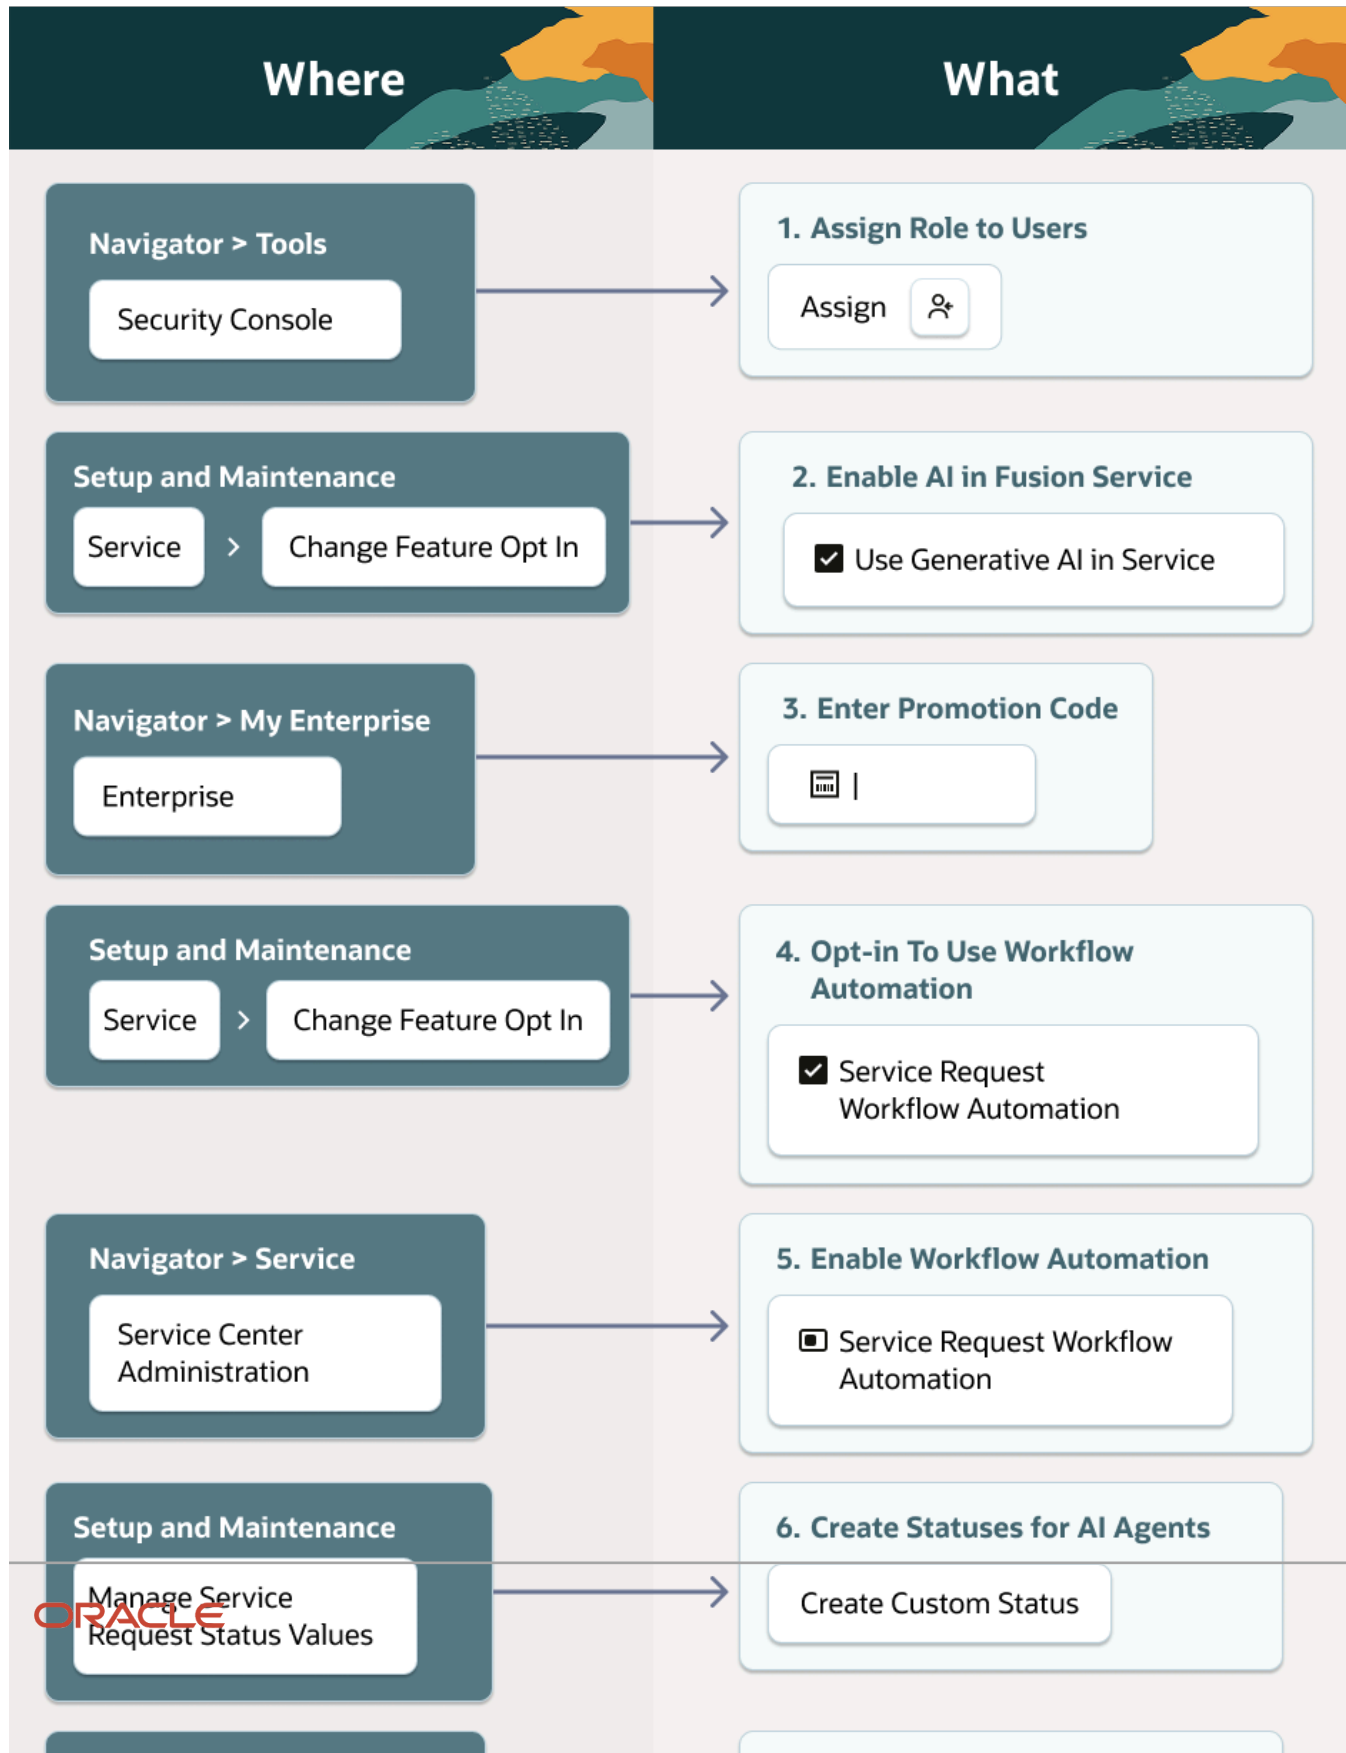 Where
What
Navigator > Tools
Security Console
1. Assign Role to Users
Assign
Setup and Maintenance
Service > Change Feature Opt In
2. Enable AI in Fusion Service
Use Generative AI in Service
Navigator > My Enterprise
Enterprise
3. Enter Promotion Code
Setup and Maintenance
Service > Change Feature Opt In
4. Opt-in To Use Workflow
Automation
Service Request
Workflow Automation
Navigator > Service
Service Center
Administration
5. Enable Workflow Automation
Service Request Workflow
Automation
Setup and Maintenance
Manage Service
Request Status Values
ORACLE
6. Create Statuses for AI Agents
Create Custom Status